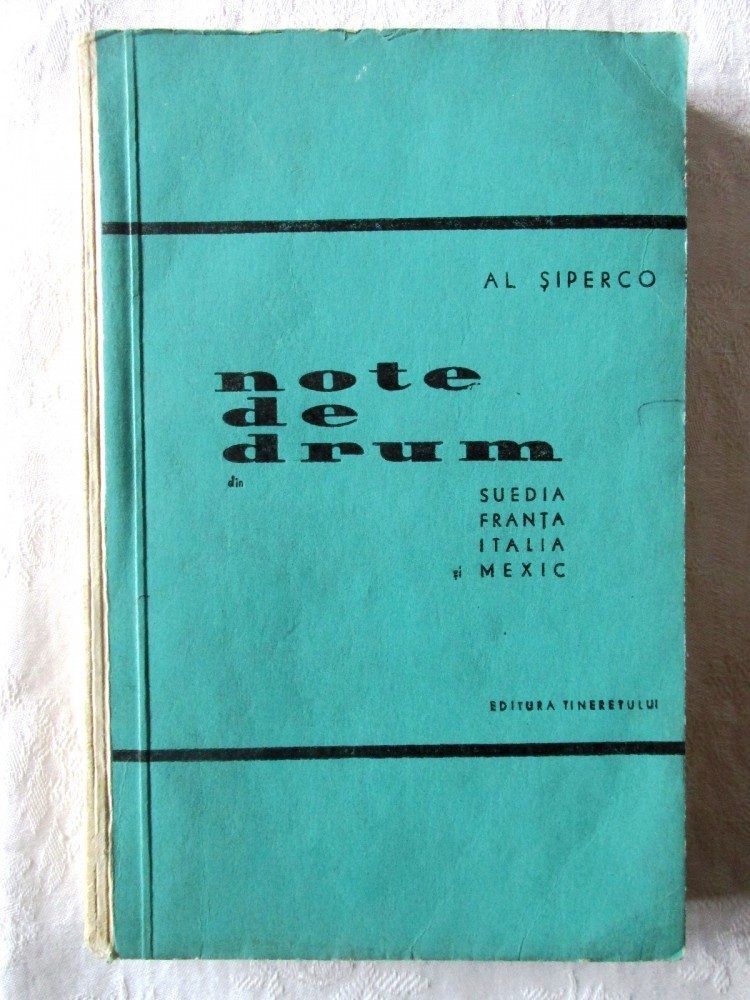 AL ŞIPERCO
note
de
drum
din
SUEDIA
FRANŢA
ITALIA
şi MEXIC
EDITURA TINERETULUI